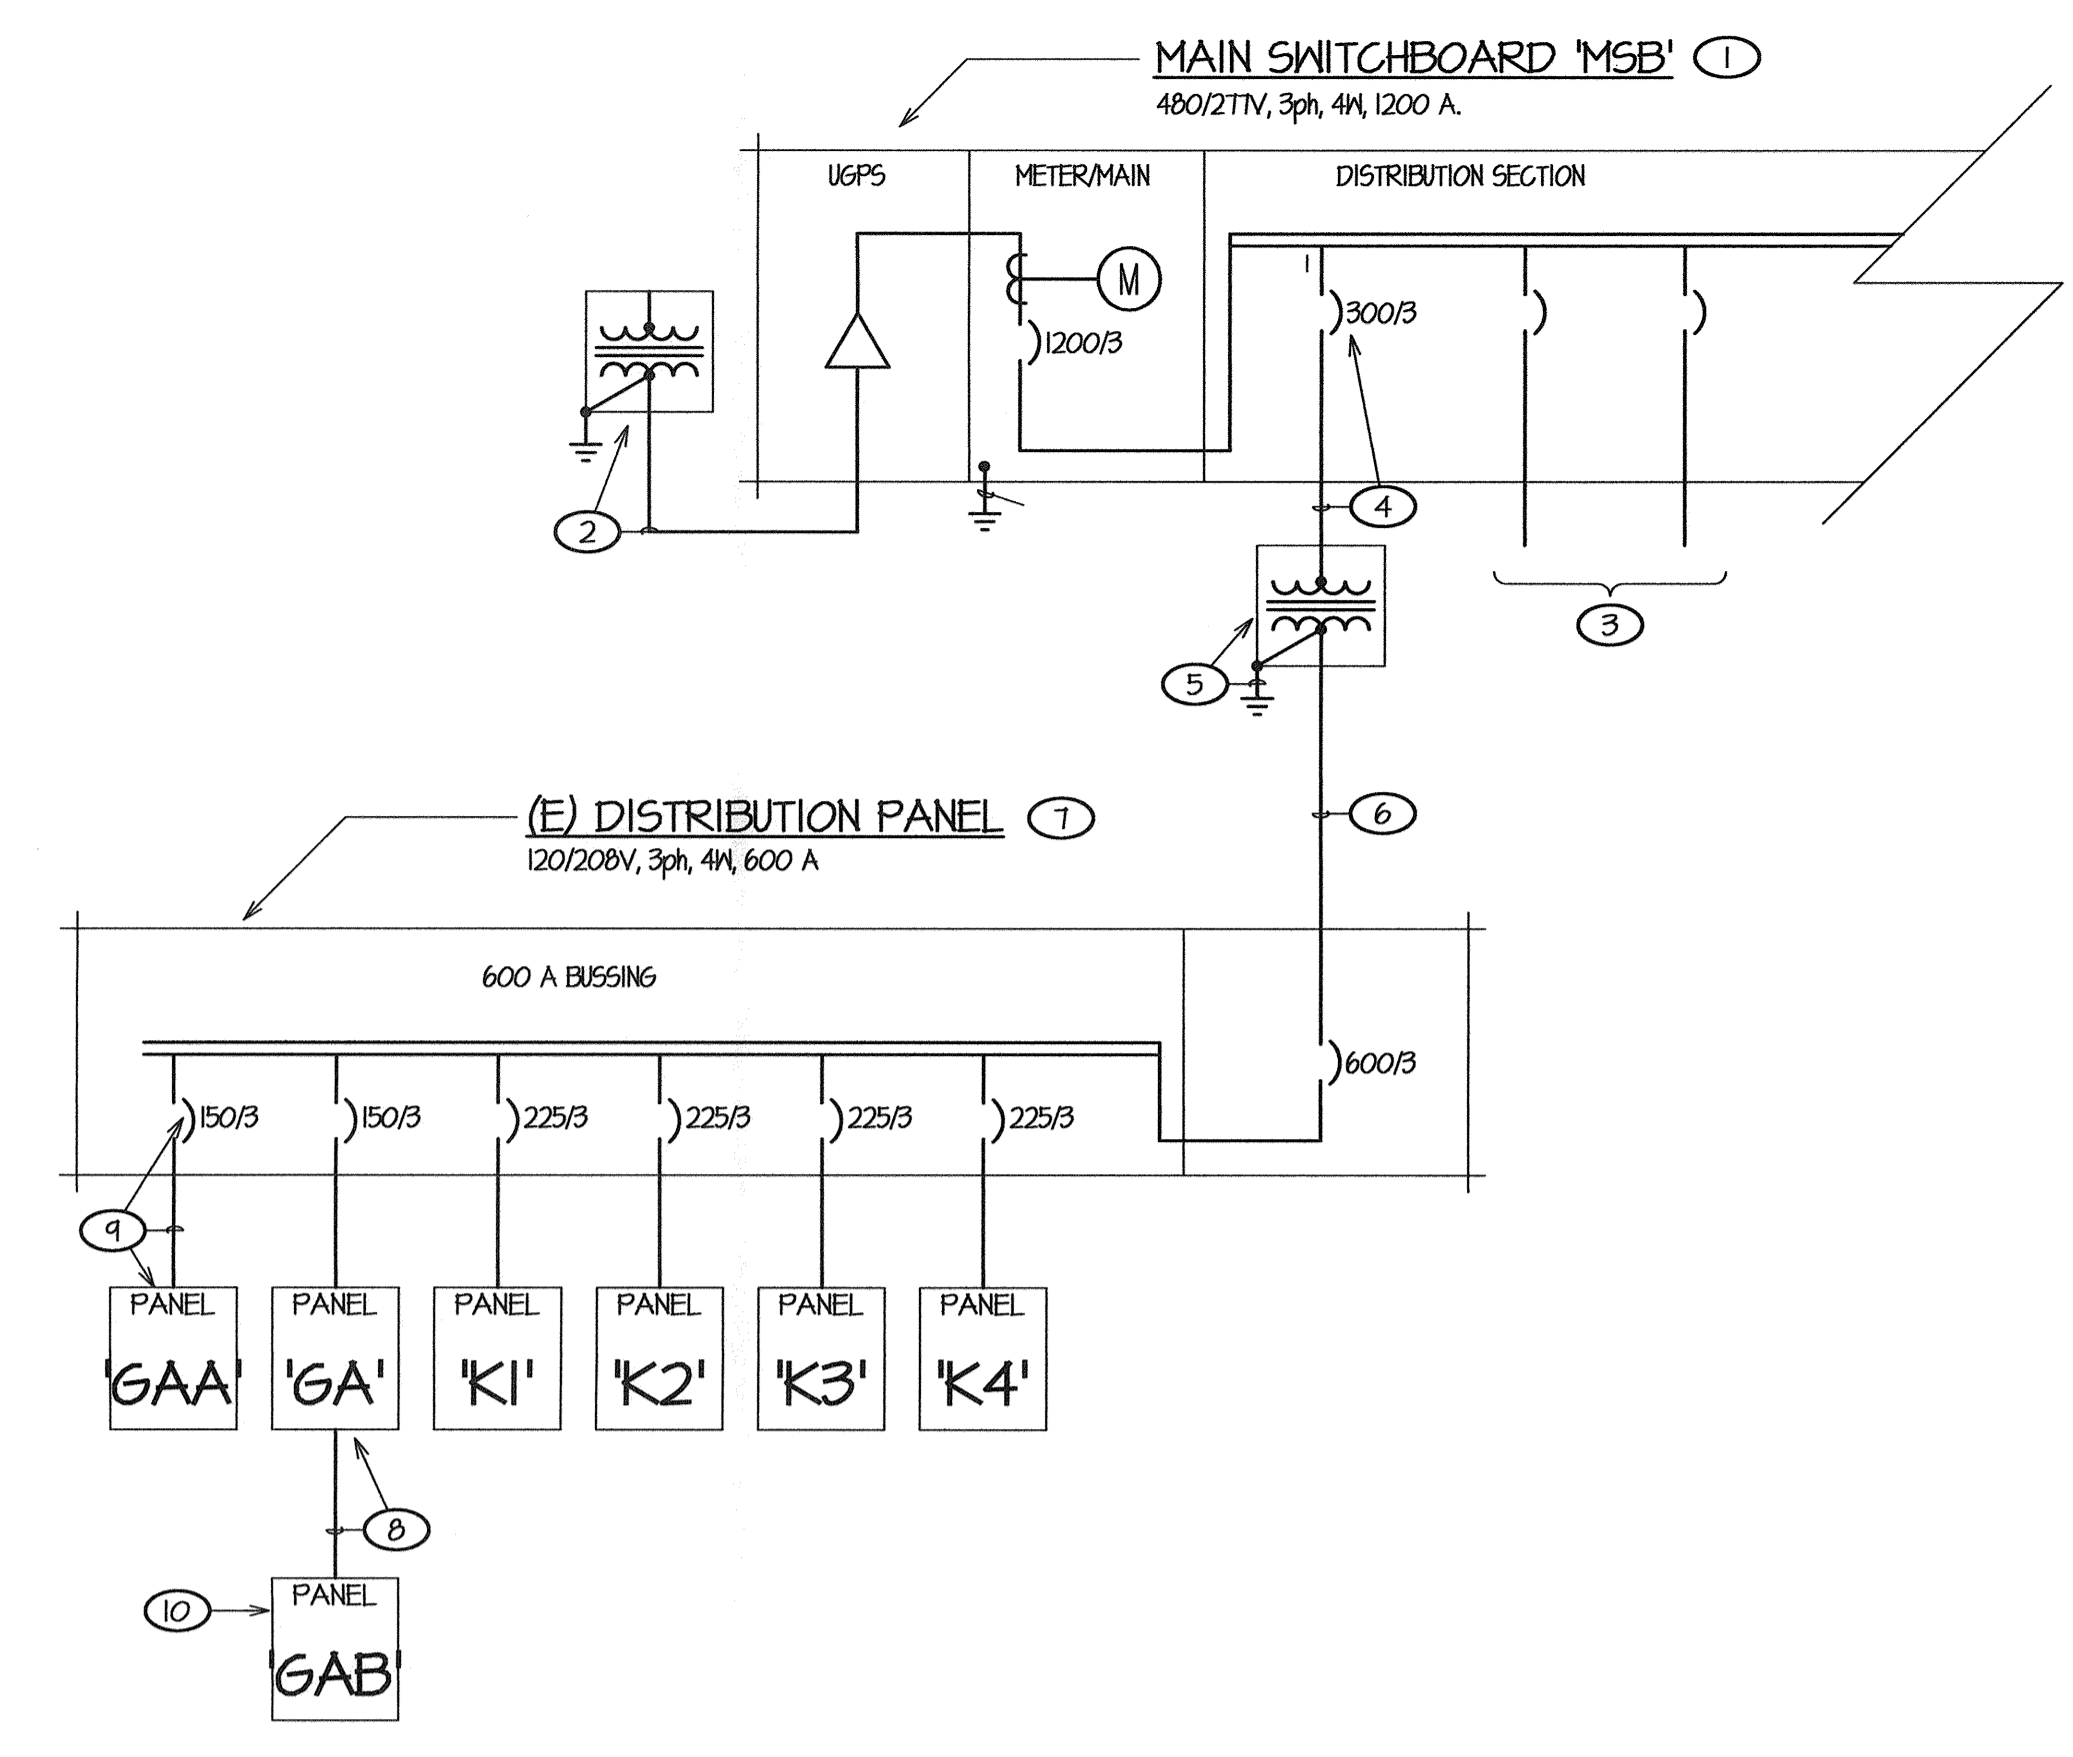 MAIN SWITCHBOARD 'MSB' 1
480/277V, 3ph, 4W, 1200 A.
UGPS
METER/MAIN
DISTRIBUTION SECTION
M
1
300/3
1200/3
4
2
3
5
(E) DISTRIBUTION PANEL 7
6
120/208V, 3ph, 4W, 600 A
600 A BUSSING
600/3
150/3
150/3
225/3
225/3
225/3
225/3
9
PANEL
'GAA'
PANEL
'GA'
PANEL
'K1'
PANEL
'K2'
PANEL
'K3'
PANEL
'K4'
8
10
PANEL
'GAB'